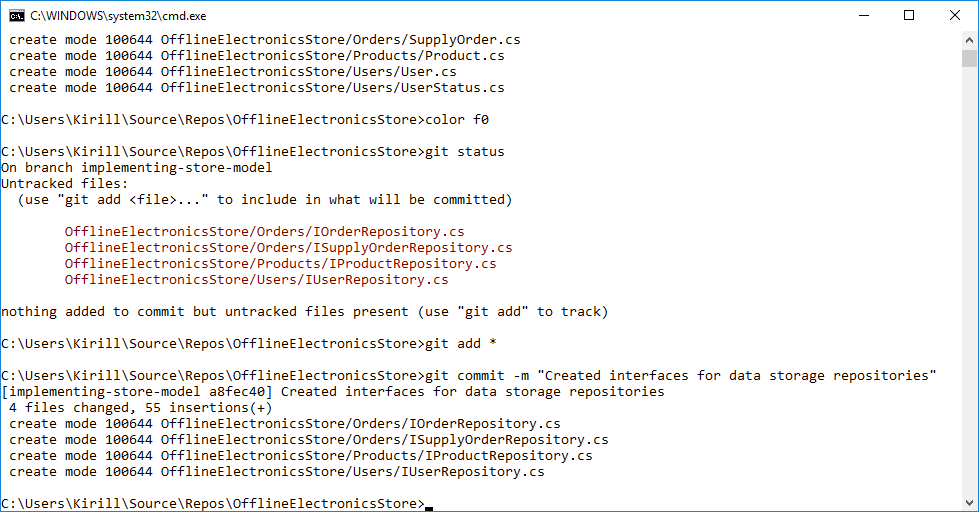 C:\WINDOWS\system32\cmd.exe
create mode 100644 OfflineElectronicsStore/Orders/SupplyOrder.cs
create mode 100644 OfflineElectronicsStore/Products/Product.cs
create mode 100644 OfflineElectronicsStore/Users/User.cs
create mode 100644 OfflineElectronicsStore/Users/UserStatus.cs
C:\Users\Kirill\Source\Repos\OfflineElectronicsStore>color f0
C:\Users\Kirill\Source\Repos\OfflineElectronicsStore>git status
On branch implementing-store-model
Untracked files:
(use "git add <file>..." to include in what will be committed)
OfflineElectronicsStore/Orders/IOrderRepository.cs
OfflineElectronicsStore/Orders/ISupplyOrderRepository.cs
OfflineElectronicsStore/Products/IProductRepository.cs
OfflineElectronicsStore/Users/IUserRepository.cs
nothing added to commit but untracked files present (use "git add" to track)
C:\Users\Kirill\Source\Repos\OfflineElectronicsStore>git add *
C:\Users\Kirill\Source\Repos\OfflineElectronicsStore>git commit -m "Created interfaces for data storage repositories"
[implementing-store-model a8fec40] Created interfaces for data storage repositories
4 files changed, 55 insertions(+)
create mode 100644 OfflineElectronicsStore/Orders/IOrderRepository.cs
create mode 100644 OfflineElectronicsStore/Orders/ISupplyOrderRepository.cs
create mode 100644 OfflineElectronicsStore/Products/IProductRepository.cs
create mode 100644 OfflineElectronicsStore/Users/IUserRepository.cs
C:\Users\Kirill\Source\Repos\OfflineElectronicsStore>